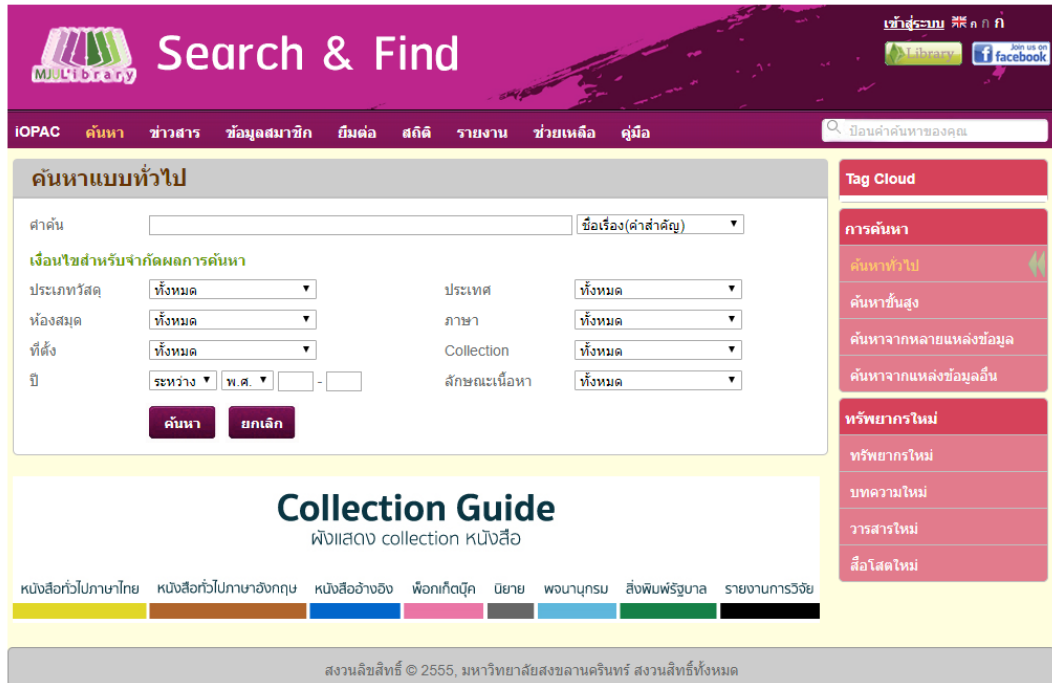 MJU Library
Search & Find
เข้าสู่ระบบ ก ก ก
Library
Join us on facebook
iOPAC ค้นหา ข่าวสาร ข้อมูลสมาชิก ยืมต่อ สถิติ รายงาน ช่วยเหลือ คู่มือ
ป้อนคำค้นหาของคุณ
ค้นหาแบบทั่วไป
คำค้น ชื่อเรื่อง(คำสำคัญ)
เงื่อนไขสำหรับจำกัดผลการค้นหา
ประเภทวัสดุ ทั้งหมด ประเทศ ทั้งหมด
ห้องสมุด ทั้งหมด ภาษา ทั้งหมด
ที่ตั้ง ทั้งหมด Collection ทั้งหมด
ปี ระหว่าง พ.ศ. - ลักษณะเนื้อหา ทั้งหมด
ค้นหา ยกเลิก
Tag Cloud
การค้นหา
ค้นหาทั่วไป
ค้นหาขั้นสูง
ค้นหาจากหลายแหล่งข้อมูล
ค้นหาจากแหล่งข้อมูลอื่น
ทรัพยากรใหม่
ทรัพยากรใหม่
บทความใหม่
วารสารใหม่
สื่อโสตใหม่
Collection Guide
ผังแสดง collection หนังสือ
หนังสือทั่วไปภาษาไทย หนังสือทั่วไปภาษาอังกฤษ หนังสืออ้างอิง พ็อกเก็ตบุ๊ค นิยาย พจนานุกรม สิ่งพิมพ์รัฐบาล รายงานการวิจัย
สงวนลิขสิทธิ์ © 2555, มหาวิทยาลัยสงขลานครินทร์ สงวนสิทธิ์ทั้งหมด